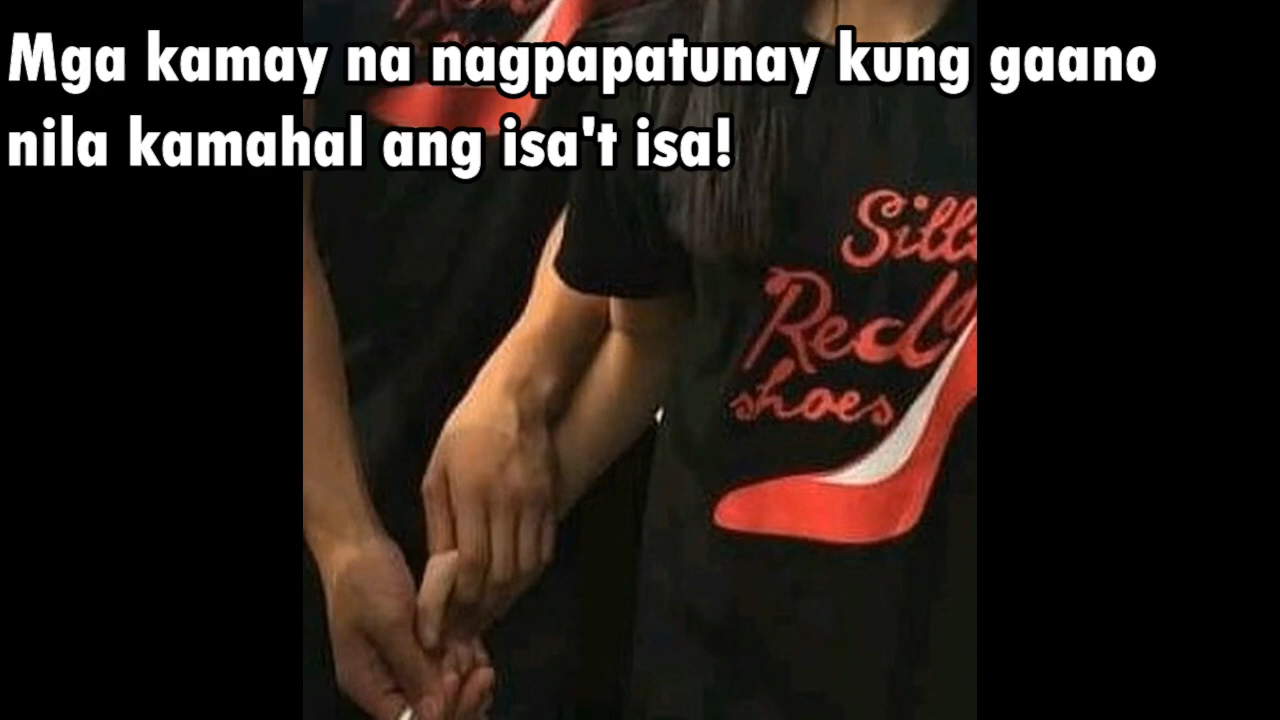 Mga kamay na nagpapatunay kung gaano
nila kamahal ang isa't isa!
Red
shoes